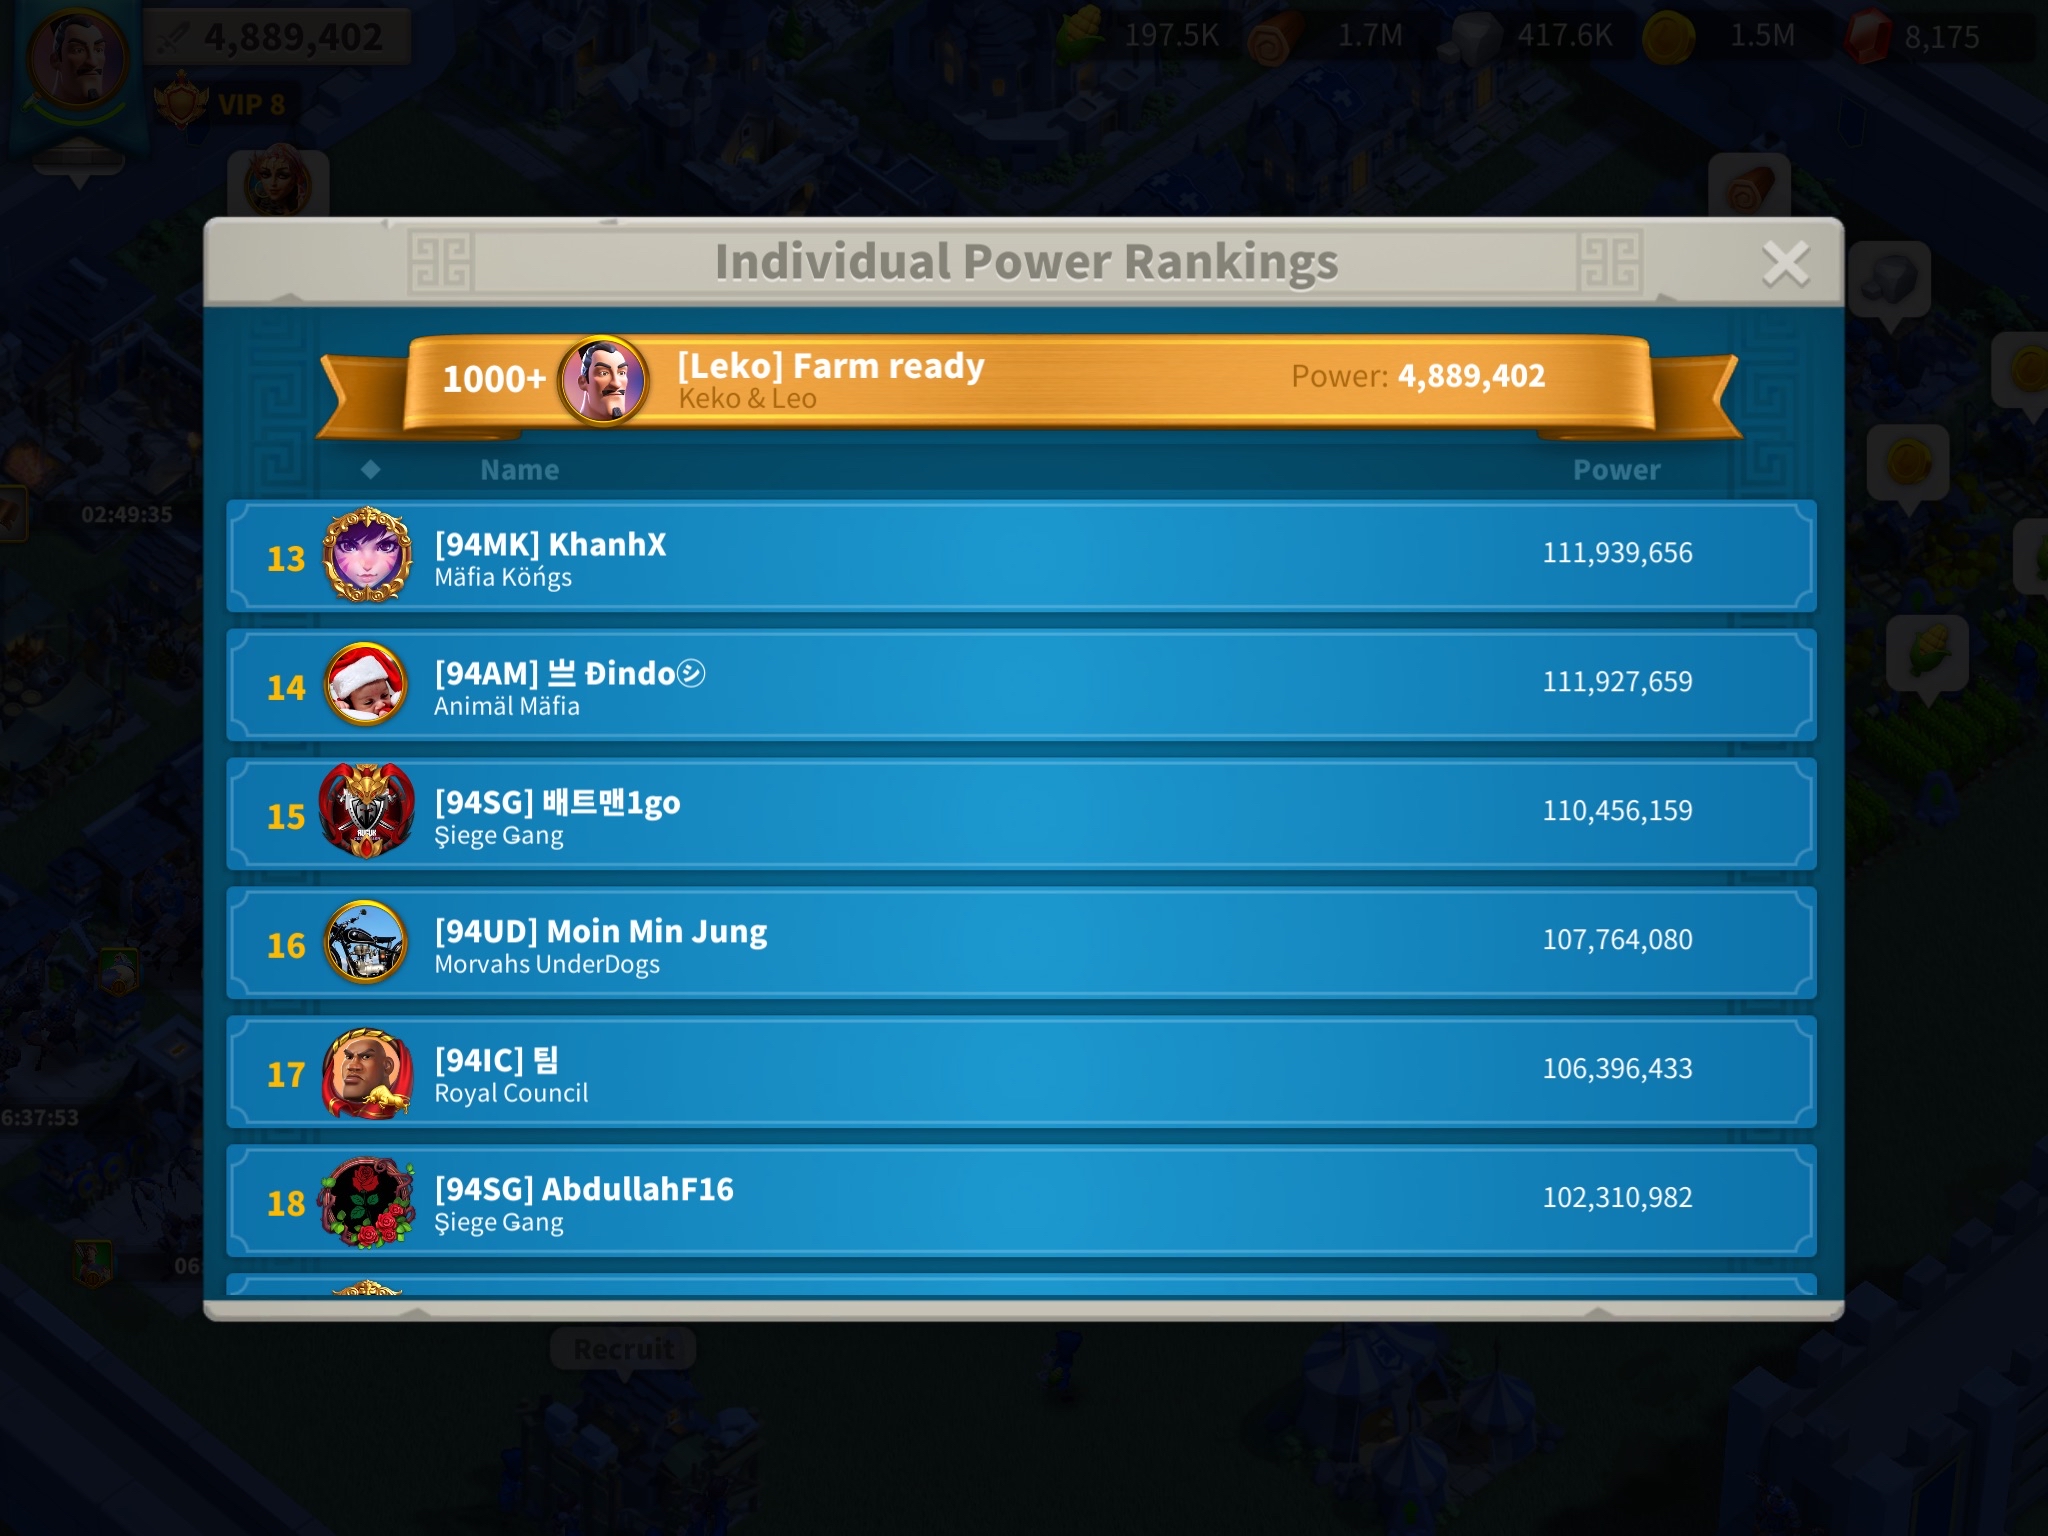 4,889,402
VIP 8
197.5K
1.7M
417.6K
1.5M
8,175
Individual Power Rankings
1000+
[Leko] Farm ready
Keko & Leo
Power: 4,889,402
Name
Power
02:49:35
13
[94MK] KhanhX
Mäfia Köńgs
111,939,656
14
[94AM] 亗 Ðindo㋛
Animäl Mäfia
111,927,659
15
[94SG] 배트맨1go
Şiege Gang
110,456,159
16
[94UD] Moin Min Jung
Morvahs UnderDogs
107,764,080
17
[94IC] 팀
Royal Council
106,396,433
6:37:53
18
[94SG] AbdullahF16
Şiege Gang
102,310,982
06:
Recruit